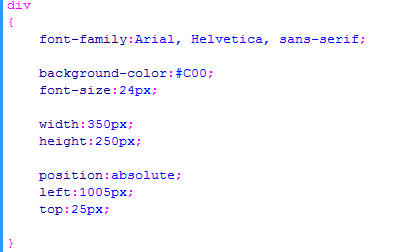 div
{
font-family:Arial, Helvetica, sans-serif;
background-color:#C00;
font-size:24px;
width:350px;
height:250px;
position:absolute;
left:1005px;
top:25px;
}